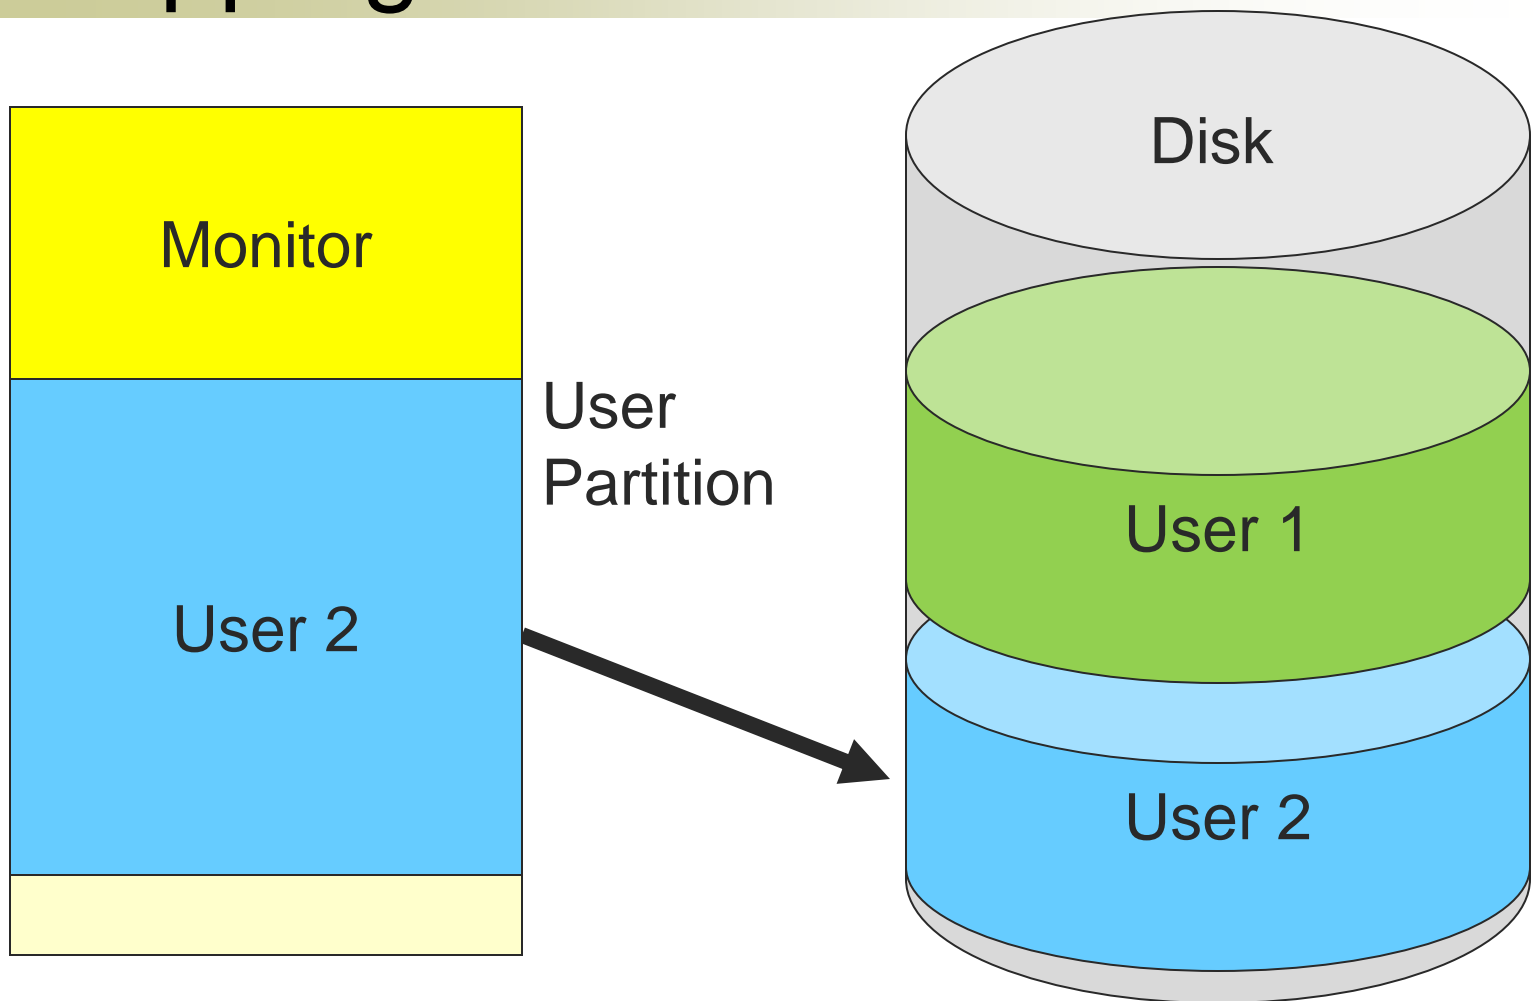 Monitor
User
Partition
User 2
Disk
User 1
User 2